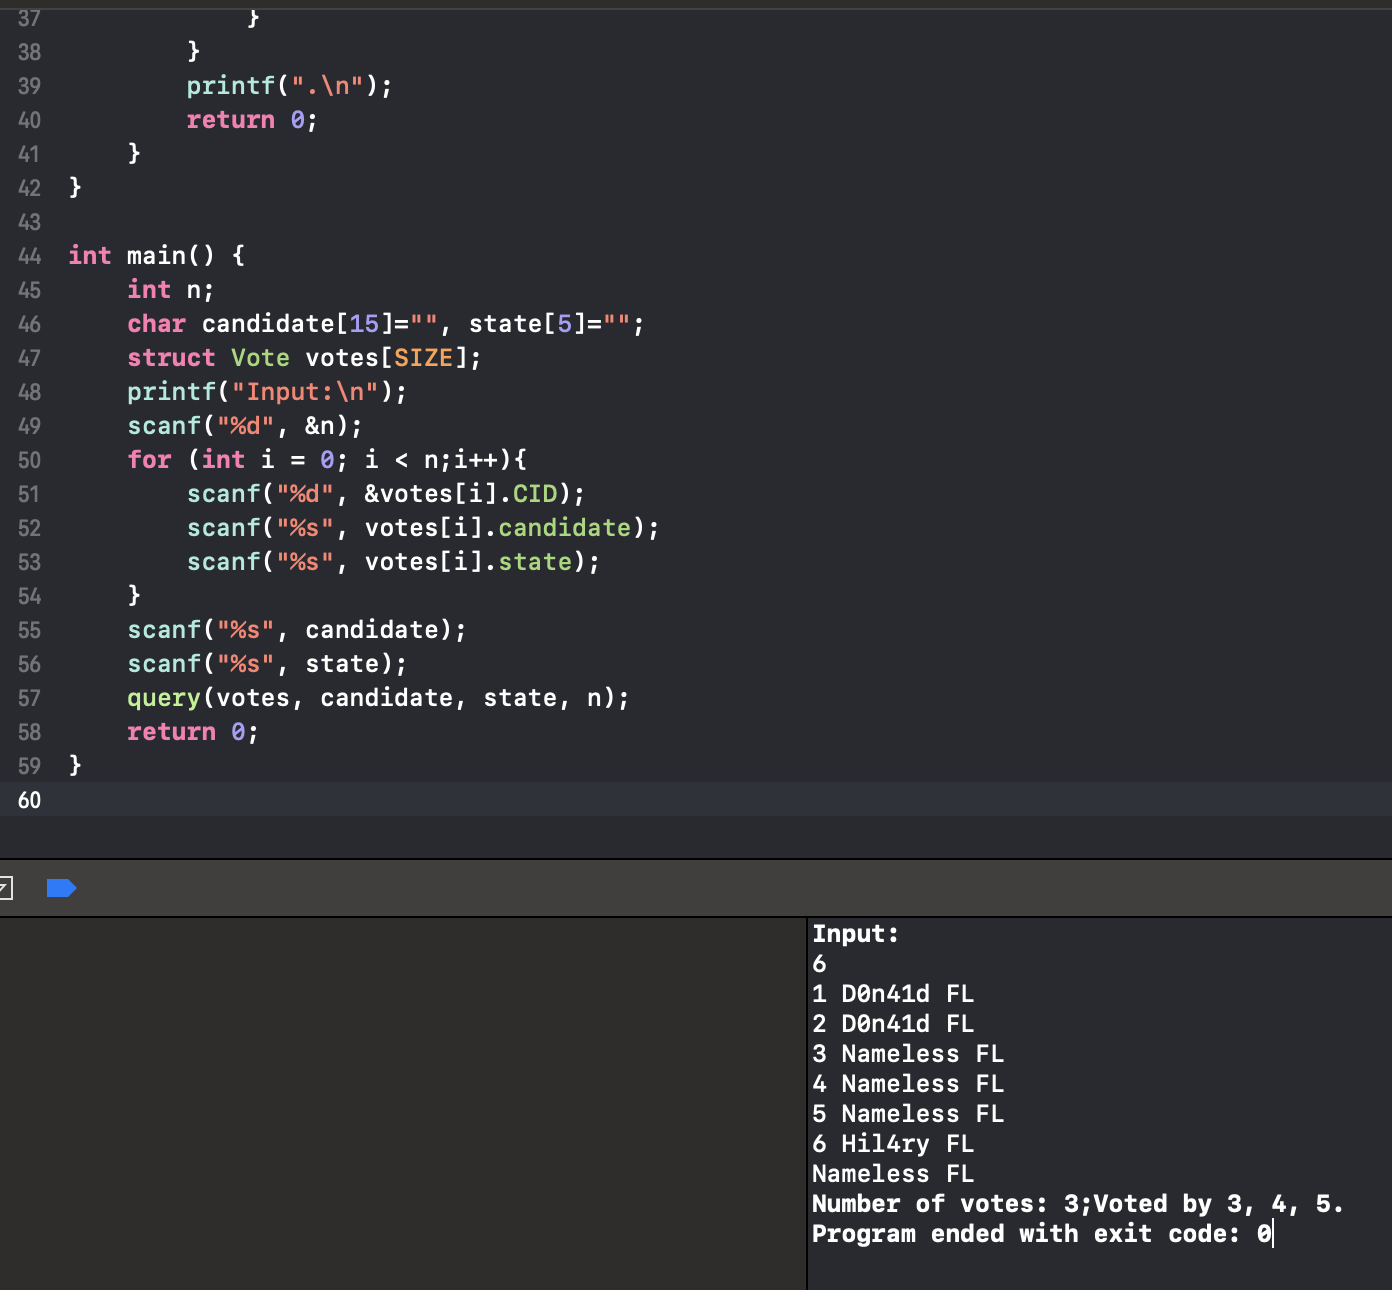 37             }
38         }
39         printf(".\n");
40         return 0;
41     }
42 }
43
44 int main() {
45     int n;
46     char candidate[15]="", state[5]="";
47     struct Vote votes[SIZE];
48     printf("Input:\n");
49     scanf("%d", &n);
50     for (int i = 0; i < n;i++){
51         scanf("%d", &votes[i].CID);
52         scanf("%s", votes[i].candidate);
53         scanf("%s", votes[i].state);
54     }
55     scanf("%s", candidate);
56     scanf("%s", state);
57     query(votes, candidate, state, n);
58     return 0;
59 }
60
Input:
6
1 D0n41d FL
2 D0n41d FL
3 Nameless FL
4 Nameless FL
5 Nameless FL
6 Hil4ry FL
Nameless FL
Number of votes: 3;Voted by 3, 4, 5.
Program ended with exit code: 0